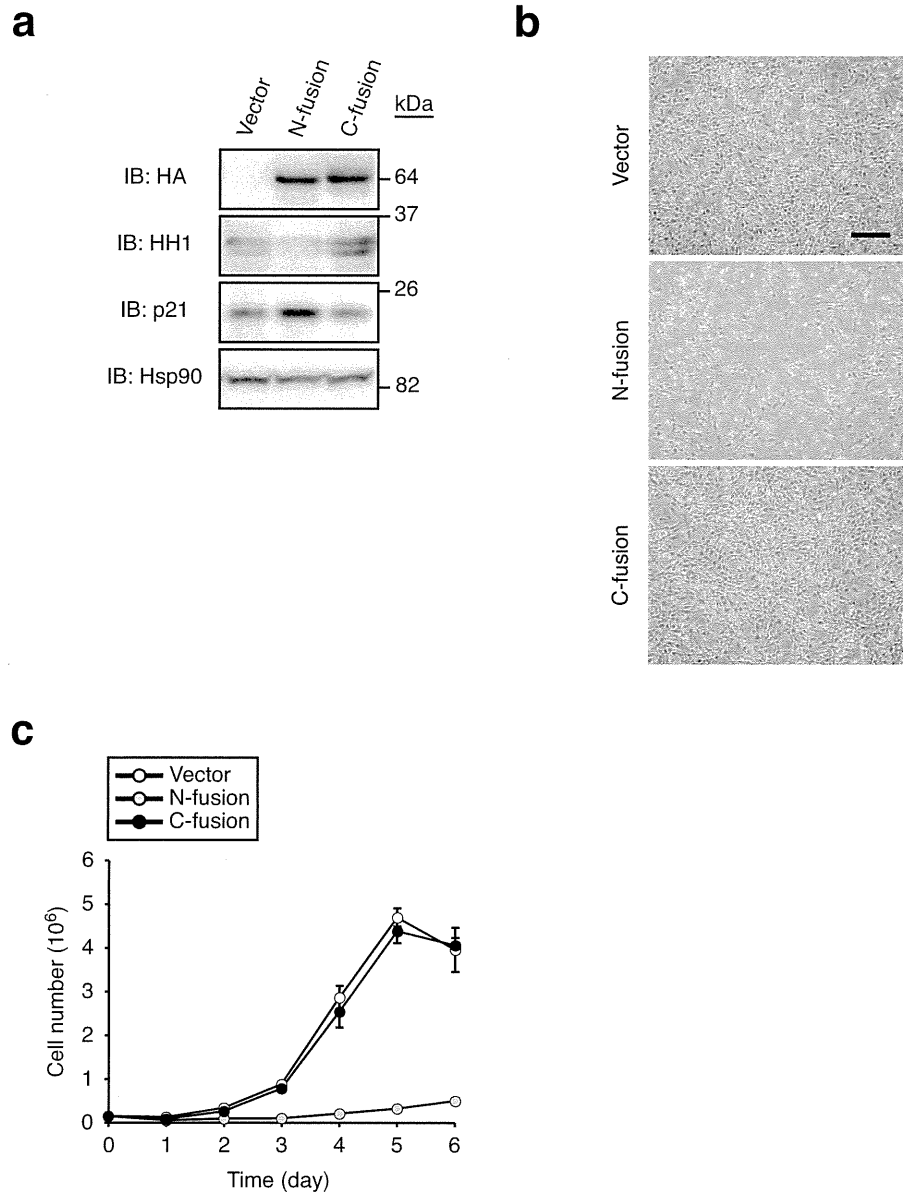 a
Vector
N-fusion
C-fusion
kDa
IB: HA
64
37
IB: HH1
26
IB: p21
IB: Hsp90
82
b
Vector
N-fusion
C-fusion
c
Vector
N-fusion
C-fusion
6
5
4
3
2
1
0
Cell number (10⁶)
0 1 2 3 4 5 6
Time (day)